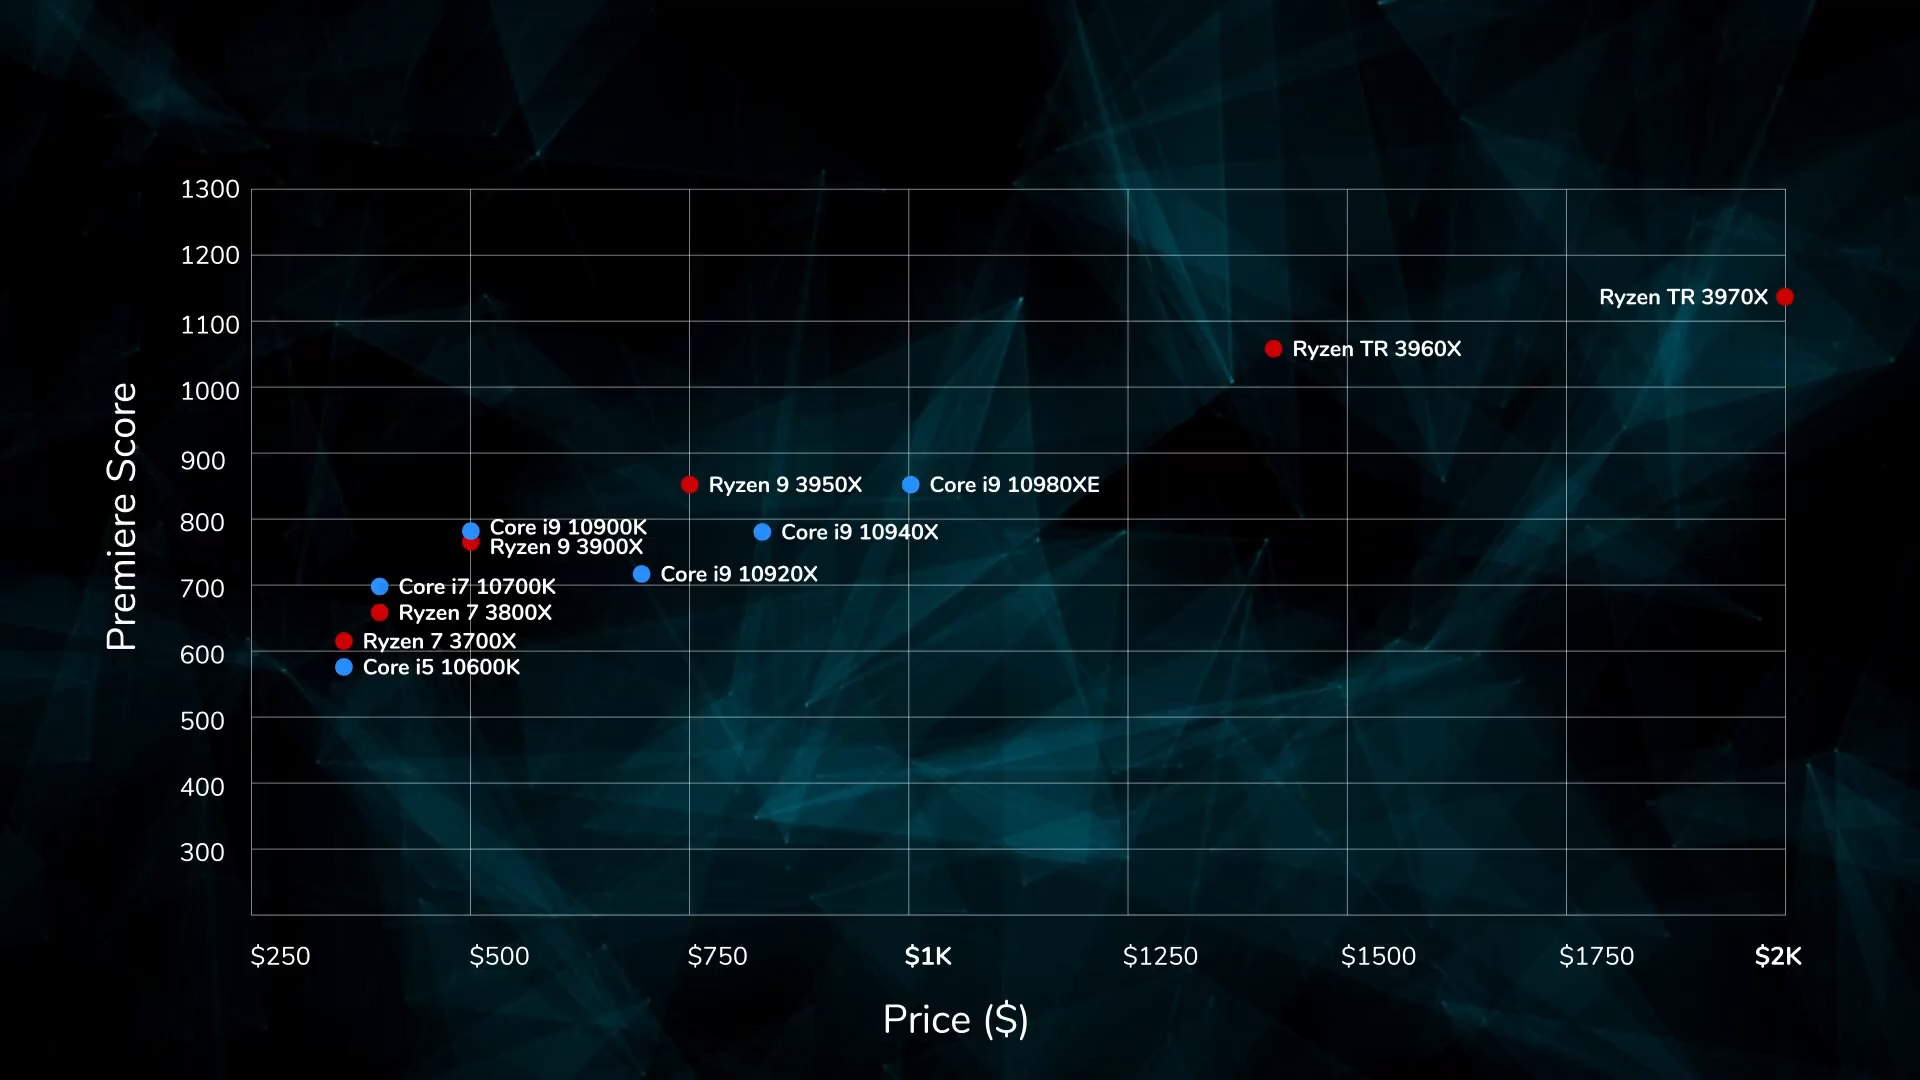 1300
1200
1100
1000
900
800
700
600
500
400
300
Premiere Score
Ryzen TR 3970X
Ryzen TR 3960X
Ryzen 9 3950X
Core i9 10980XE
Core i9 10900K
Ryzen 9 3900X
Core i9 10940X
Core i9 10920X
Core i7 10700K
Ryzen 7 3800X
Ryzen 7 3700X
Core i5 10600K
$250
$500
$750
$1K
$1250
$1500
$1750
$2K
Price ($)